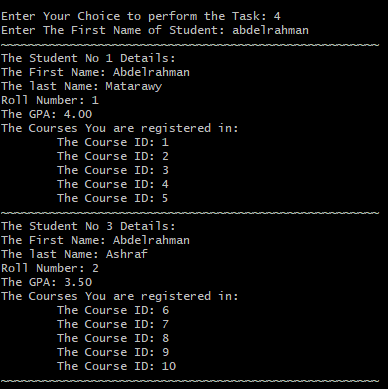 Enter Your Choice to perform the Task: 4
Enter The First Name of Student: abdelrahman
~~~~~~~~~~~~~~~~~~~~~~~~~~~~~~~~~~~~~~~~~~~~~~~~~~~~~~
The Student No 1 Details:
The First Name: Abdelrahman
The last Name: Matarawy
Roll Number: 1
The GPA: 4.00
The Courses You are registered in:
        The Course ID: 1
        The Course ID: 2
        The Course ID: 3
        The Course ID: 4
        The Course ID: 5
~~~~~~~~~~~~~~~~~~~~~~~~~~~~~~~~~~~~~~~~~~~~~~~~~~~~~~
The Student No 3 Details:
The First Name: Abdelrahman
The last Name: Ashraf
Roll Number: 2
The GPA: 3.50
The Courses You are registered in:
        The Course ID: 6
        The Course ID: 7
        The Course ID: 8
        The Course ID: 9
        The Course ID: 10
~~~~~~~~~~~~~~~~~~~~~~~~~~~~~~~~~~~~~~~~~~~~~~~~~~~~~~